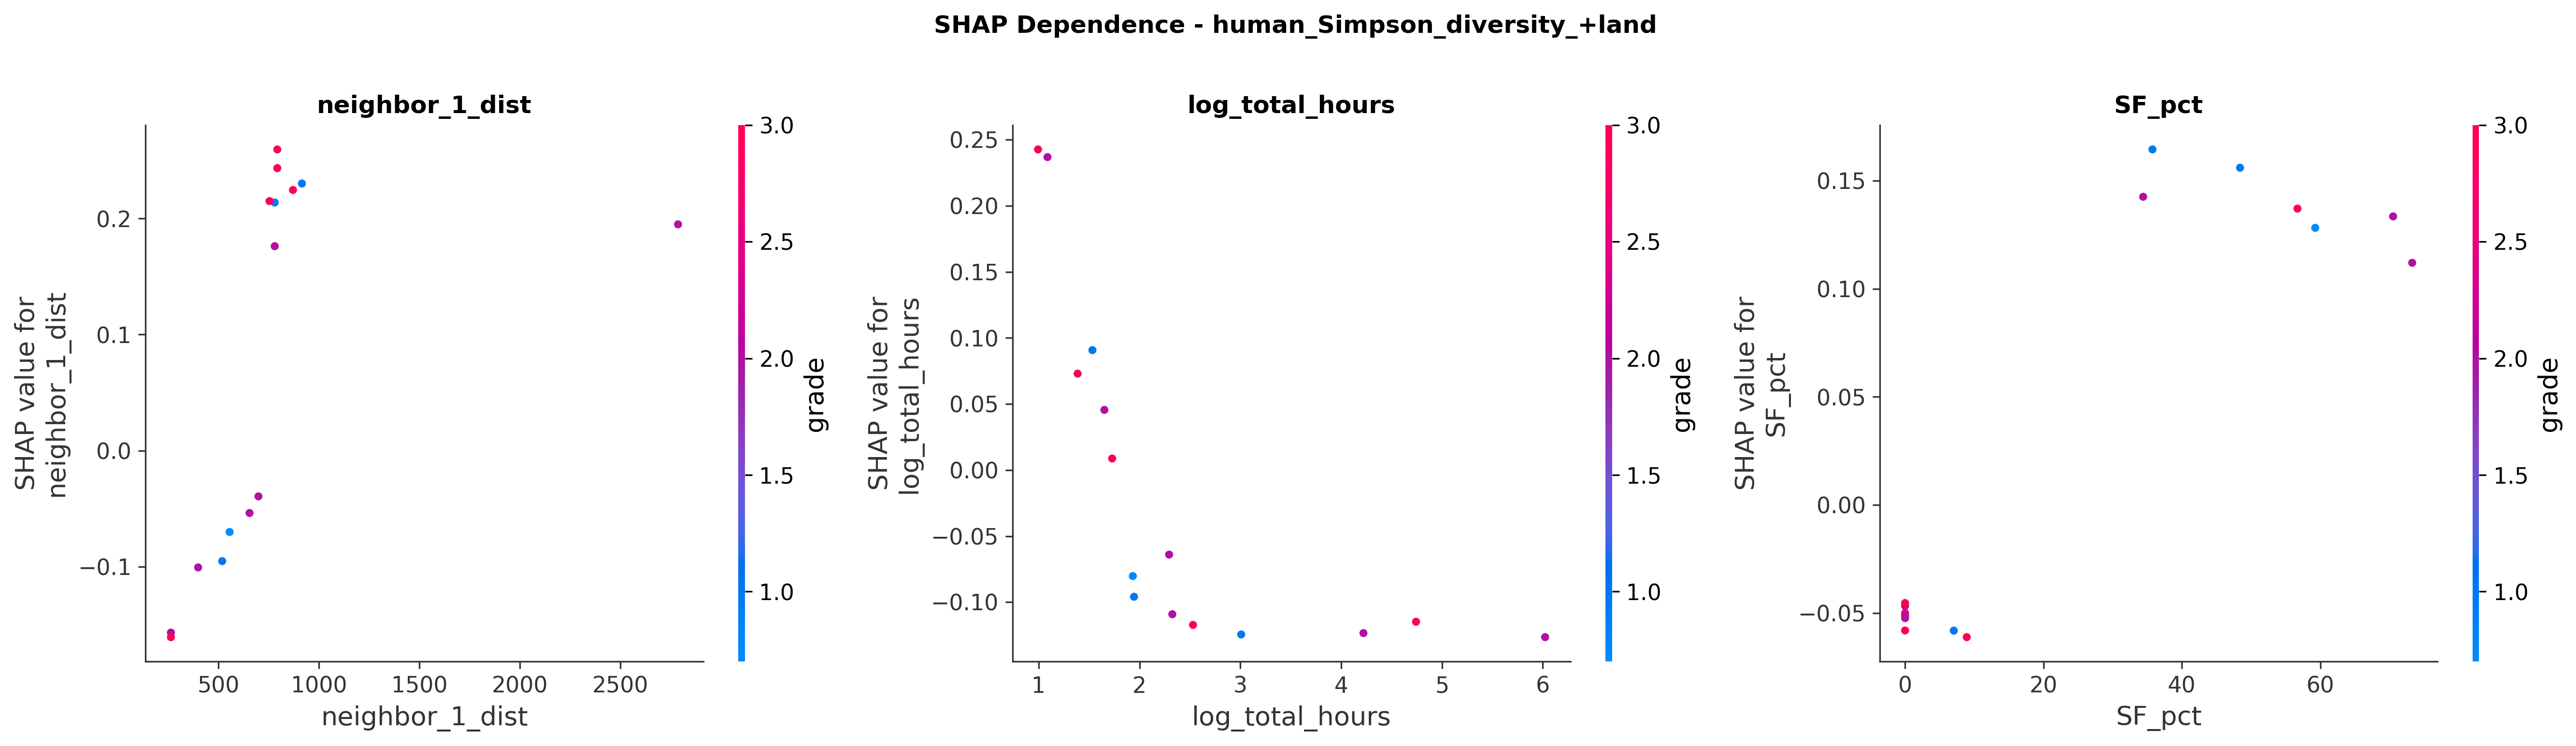 SHAP Dependence - human_Simpson_diversity_+land
neighbor_1_dist
SHAP value for
neighbor_1_dist
0.2
0.1
0.0
−0.1
500
1000
1500
2000
2500
neighbor_1_dist
3.0
2.5
2.0
1.5
1.0
grade
log_total_hours
SHAP value for
log_total_hours
0.25
0.20
0.15
0.10
0.05
0.00
−0.05
−0.10
1
2
3
4
5
6
log_total_hours
3.0
2.5
2.0
1.5
1.0
grade
SF_pct
SHAP value for
SF_pct
0.15
0.10
0.05
0.00
−0.05
0
20
40
60
SF_pct
3.0
2.5
2.0
1.5
1.0
grade